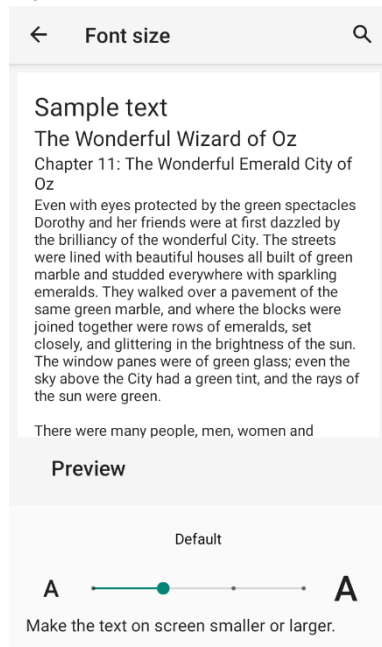 Font size
Sample text
The Wonderful Wizard of Oz
Chapter 11: The Wonderful Emerald City of
Oz
Even with eyes protected by the green spectacles
Dorothy and her friends were at first dazzled by
the brilliancy of the wonderful City. The streets
were lined with beautiful houses all built of green
marble and studded everywhere with sparkling
emeralds. They walked over a pavement of the
same green marble, and where the blocks were
joined together were rows of emeralds, set
closely, and glittering in the brightness of the sun.
The window panes were of green glass; even the
sky above the City had a green tint, and the rays of
the sun were green.
There were many people, men, women and
Preview
Default
A A
Make the text on screen smaller or larger.